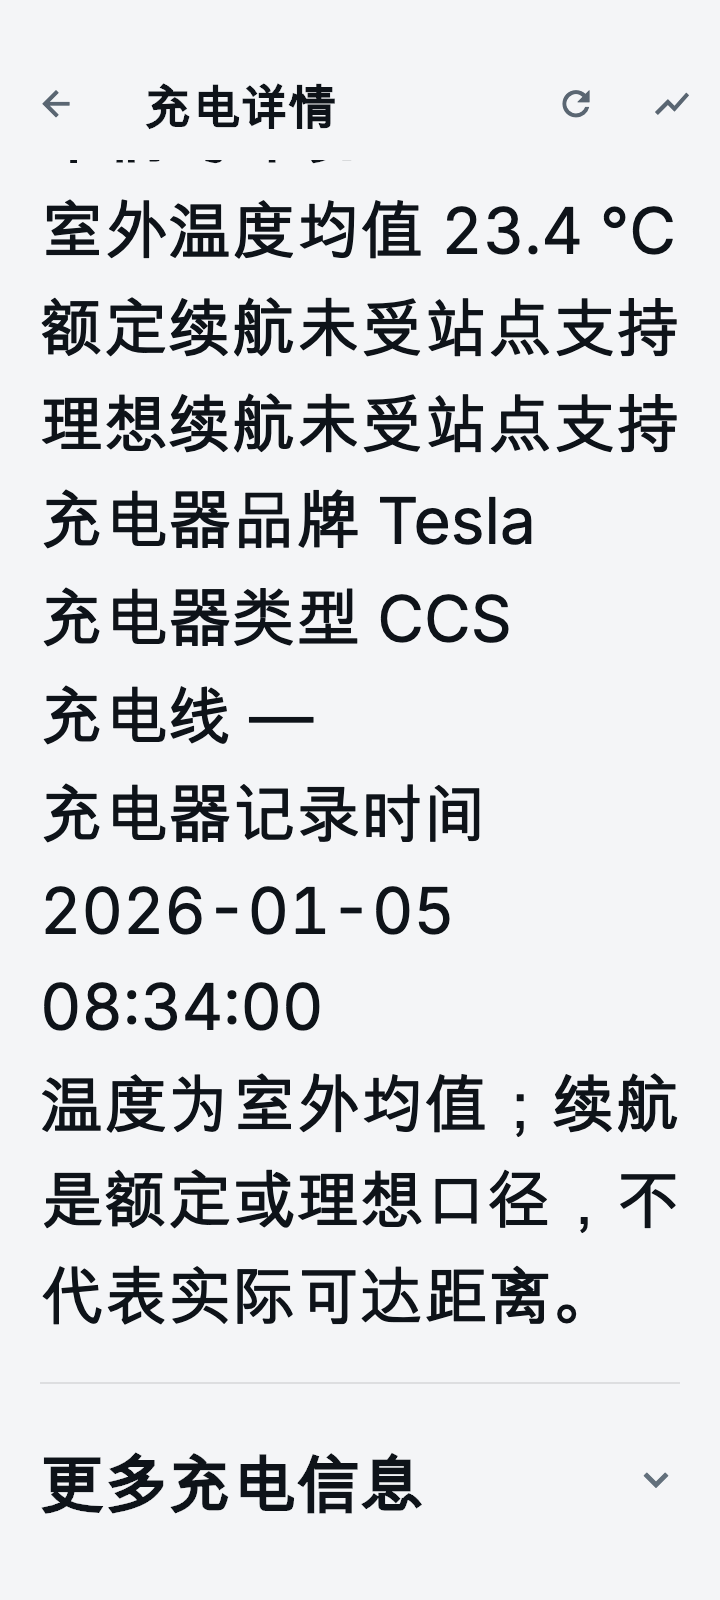 充电详情
室外温度均值 23.4 °C
额定续航未受站点支持
理想续航未受站点支持
充电器品牌 Tesla
充电器类型 CCS
充电线 —
充电器记录时间
2026-01-05
08:34:00
温度为室外均值；续航
是额定或理想口径，不
代表实际可达距离。
更多充电信息